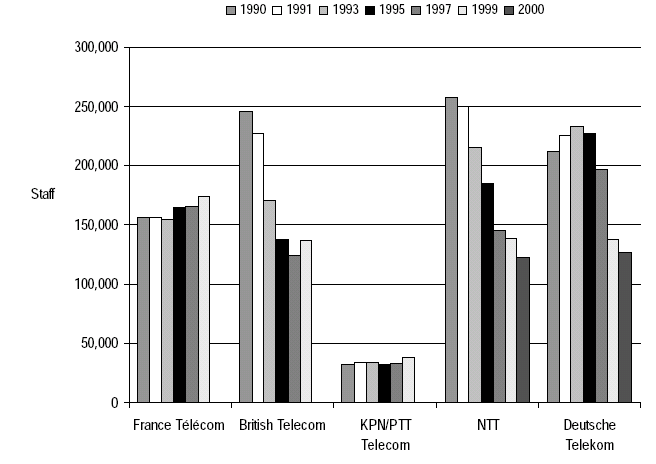 1990 1991 1993 1995 1997 1999 2000
300,000
250,000
200,000
Staff
150,000
100,000
50,000
0
France Télécom British Telecom KPN/PTT NTT Deutsche
Telecom Telekom